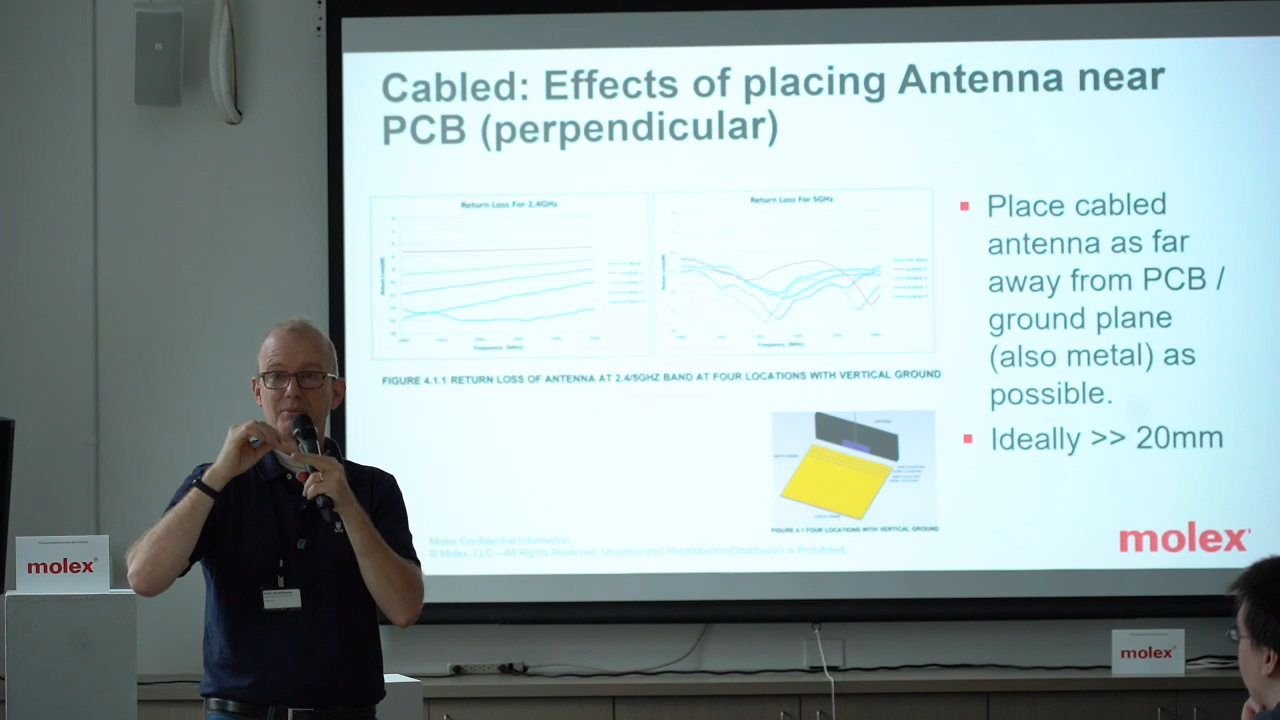 Cabled: Effects of placing Antenna near
PCB (perpendicular)
Return Loss For 2.4GHz
Return Loss For 5GHz
Frequency (MHz)
Frequency (MHz)
FIGURE 4.1.1 RETURN LOSS OF ANTENNA AT 2.4/5GHZ BAND AT FOUR LOCATIONS WITH VERTICAL GROUND
Place cabled
antenna as far
away from PCB /
ground plane
(also metal) as
possible.
Ideally >> 20mm
FIGURE 4.1 FOUR LOCATIONS WITH VERTICAL GROUND
Molex Confidential Information
© Molex, LLC – All Rights Reserved. Unauthorized Reproduction/Distribution is Prohibited.
molex
molex
molex